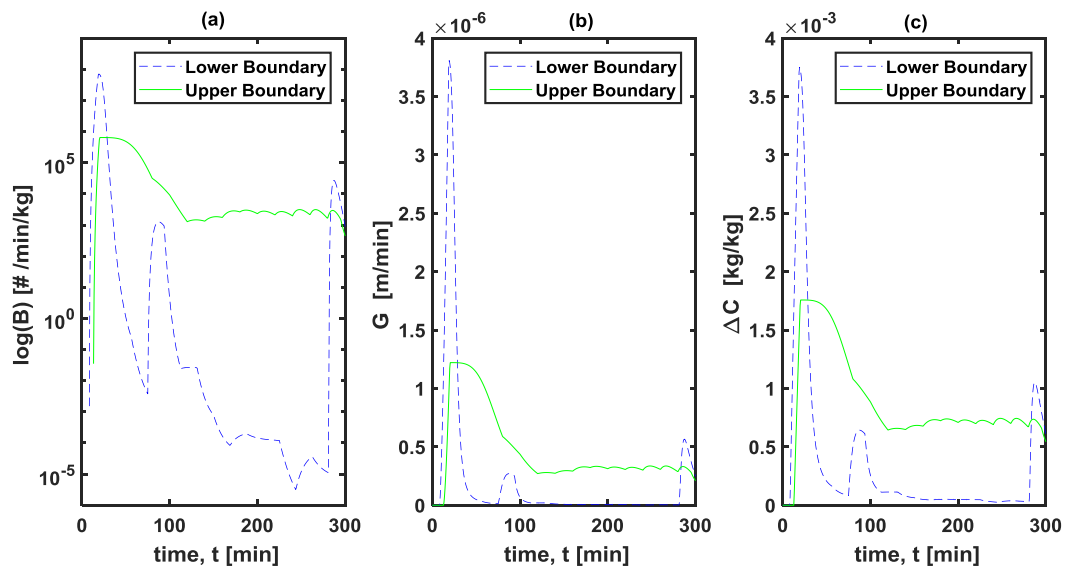 (a)
Lower Boundary
Upper Boundary
10^5
10^0
10^-5
log(B) [# /min/kg]
0
100
200
300
time, t [min]
(b)
×10^-6
Lower Boundary
Upper Boundary
4
3.5
3
2.5
2
1.5
1
0.5
0
G [m/min]
0
100
200
300
time, t [min]
(c)
×10^-3
Lower Boundary
Upper Boundary
4
3.5
3
2.5
2
1.5
1
0.5
0
△C [kg/kg]
0
100
200
300
time, t [min]